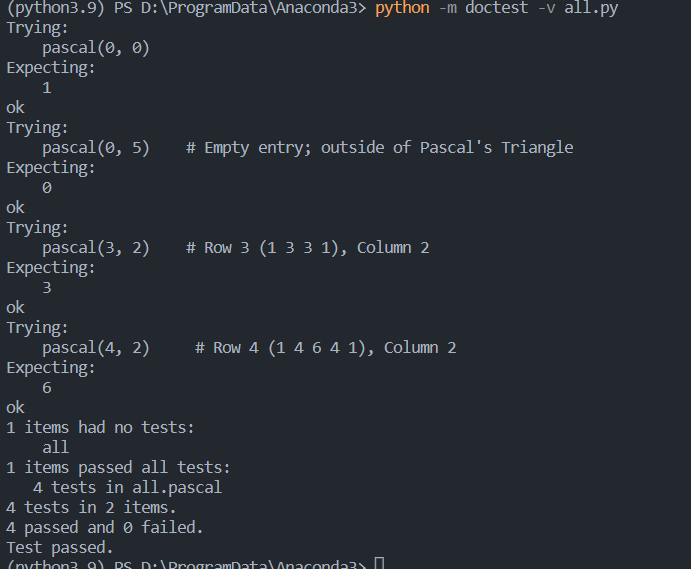 (python3.9) PS D:\ProgramData\Anaconda3> python -m doctest -v all.py
Trying:
    pascal(0, 0)
Expecting:
    1
ok
Trying:
    pascal(0, 5)    # Empty entry; outside of Pascal's Triangle
Expecting:
    0
ok
Trying:
    pascal(3, 2)    # Row 3 (1 3 3 1), Column 2
Expecting:
    3
ok
Trying:
    pascal(4, 2)     # Row 4 (1 4 6 4 1), Column 2
Expecting:
    6
ok
1 items had no tests:
    all
1 items passed all tests:
   4 tests in all.pascal
4 tests in 2 items.
4 passed and 0 failed.
Test passed.
(python3.9) PS D:\ProgramData\Anaconda3>